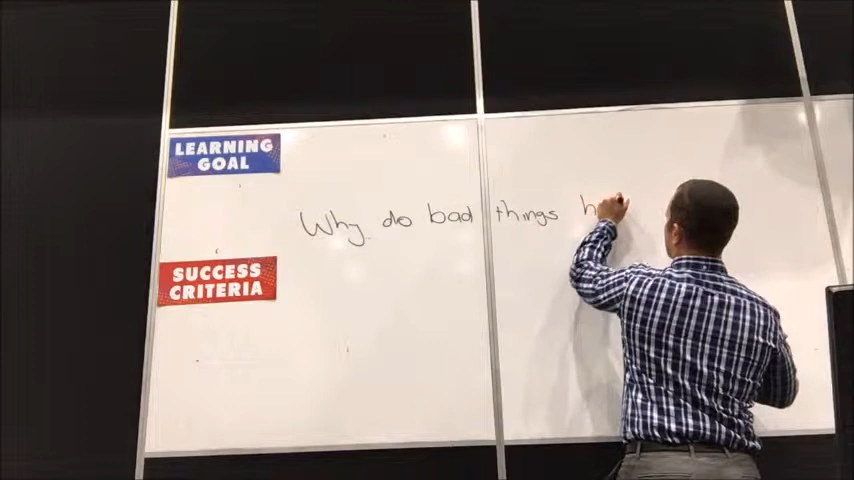 LEARNING
GOAL
Why do bad things h
SUCCESS
CRITERIA